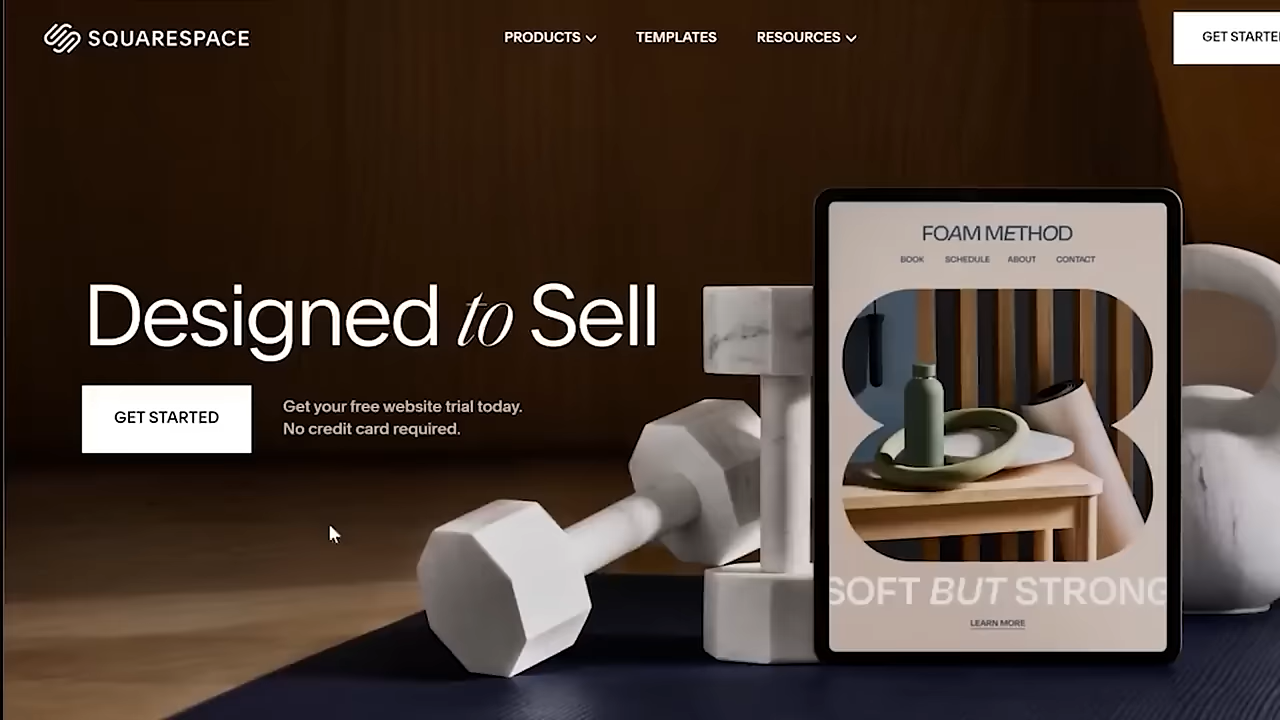 SQUARESPACE
PRODUCTS
TEMPLATES
RESOURCES
GET STARTE
Designed to Sell
GET STARTED
Get your free website trial today.
No credit card required.
FOAM METHOD
BOOK
SCHEDULE
ABOUT
CONTACT
SOFT BUT STRONG
LEARN MORE